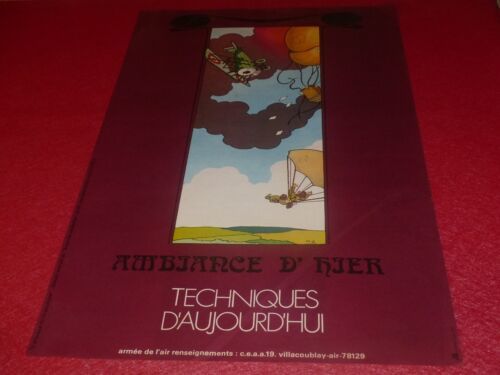 AMBIANCE D'HIER
TECHNIQUES
D'AUJOURD'HUI
armée de l'air renseignements : c.e.a.a.19. villacoublay-air-78129